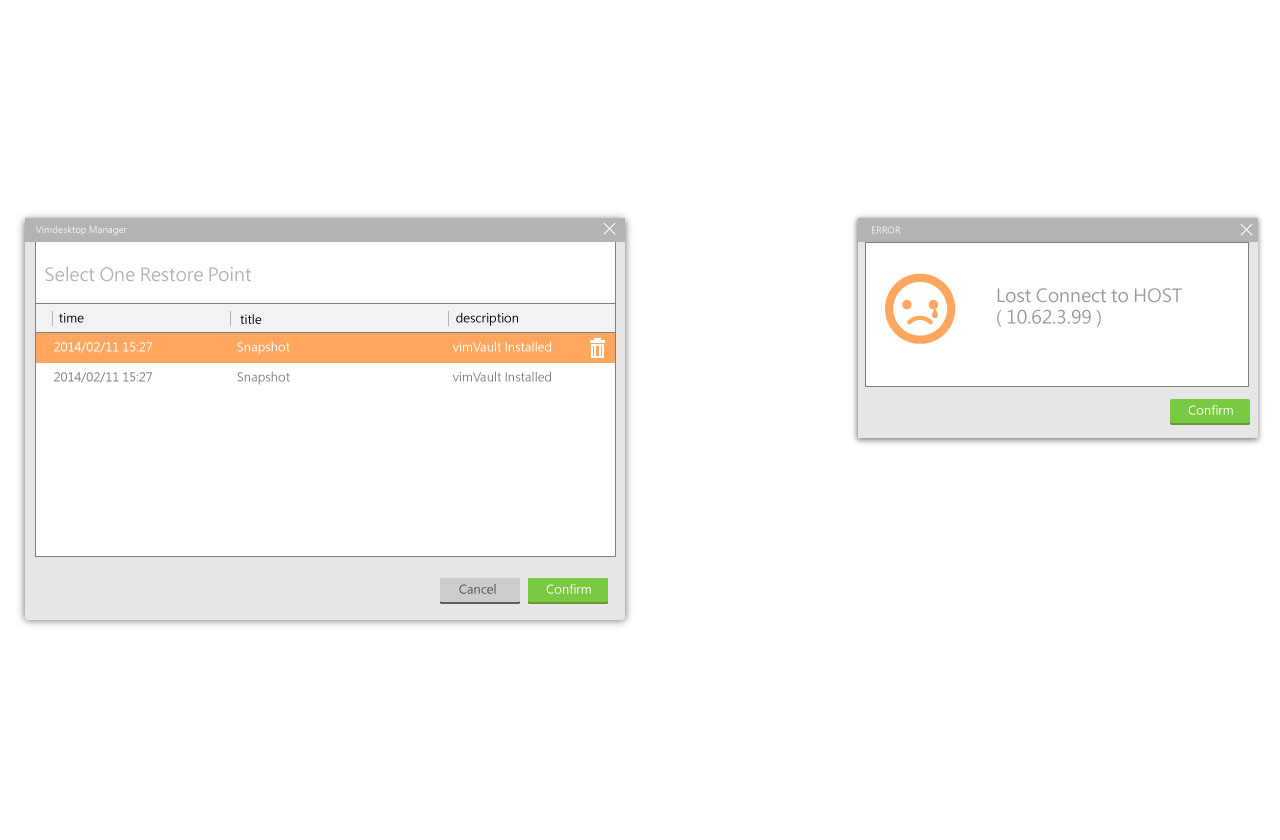 Vimdesktop Manager
Select One Restore Point
time title description
2014/02/11 15:27 Snapshot vimVault Installed
2014/02/11 15:27 Snapshot vimVault Installed
Cancel Confirm
ERROR
Lost Connect to HOST
( 10.62.3.99 )
Confirm